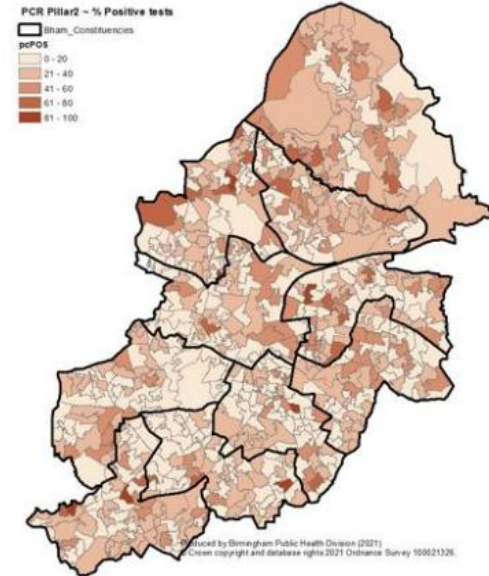 PCR Pillar2 ~ % Positive tests
Bham_Constituencies
pcPOS
0 - 20
21 - 40
41 - 60
61 - 80
81 - 100
Produced by Birmingham Public Health Division (2021)
© Crown copyright and database rights 2021 Ordnance Survey 100021326.